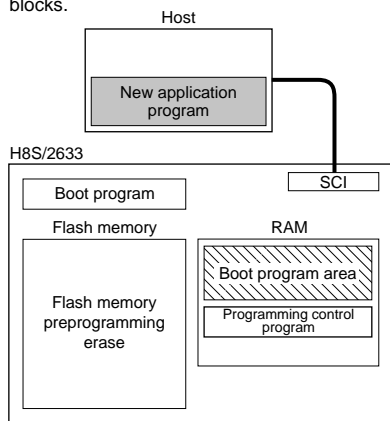 blocks.
Host
New application
program
H8S/2633
SCI
Boot program
Flash memory
RAM
Boot program area
Flash memory
preprogramming
erase
Programming control
program